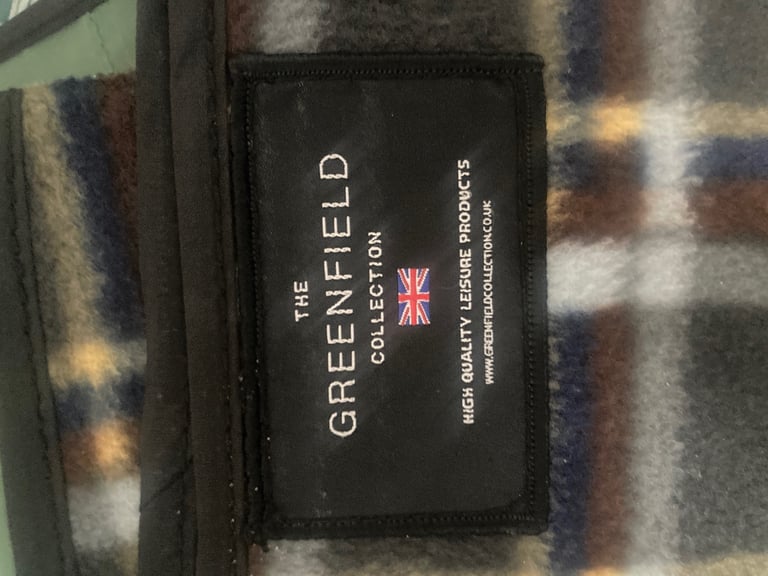 THE
GREENFIELD
COLLECTION
HIGH QUALITY LEISURE PRODUCTS
WWW.GREENFIELDCOLLECTION.CO.UK